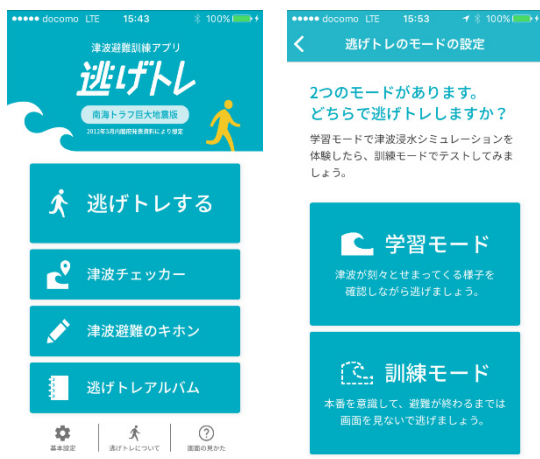 docomo LTE 15:43 100%
津波避難訓練アプリ
逃げトレ
南海トラフ巨大地震版
2012年3月内閣府発表資料により想定
逃げトレする
津波チェッカー
津波避難のキホン
逃げトレアルバム
基本設定
逃げトレについて
画面の見かた
docomo LTE 15:53 100%
逃げトレのモードの設定
2つのモードがあります。
どちらで逃げトレしますか？
学習モードで津波浸水シミュレーションを
体験したら、訓練モードでテストしてみま
しょう。
学習モード
津波が刻々とせまってくる様子を
確認しながら逃げましょう。
訓練モード
本番を意識して、避難が終わるまでは
画面を見ないで逃げましょう。